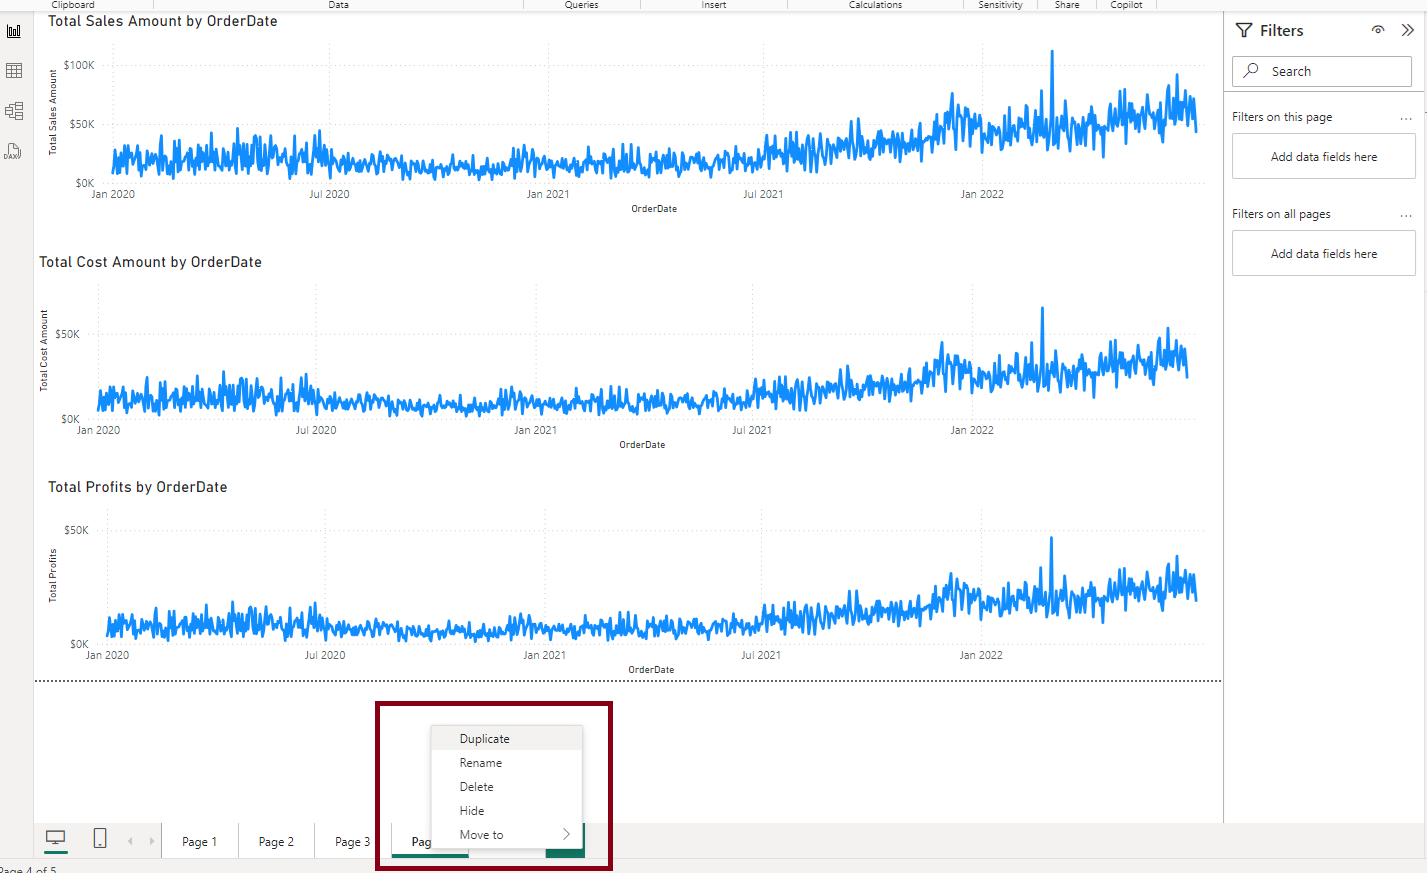 Clipboard Data Queries Insert Calculations Sensitivity Share Copilot
Total Sales Amount by OrderDate
Total Sales Amount
$100K
$50K
$0K
Jan 2020 Jul 2020 Jan 2021 Jul 2021 Jan 2022
OrderDate
Total Cost Amount by OrderDate
Total Cost Amount
$50K
$0K
Jan 2020 Jul 2020 Jan 2021 Jul 2021 Jan 2022
OrderDate
Total Profits by OrderDate
Total Profits
$50K
$0K
Jan 2020 Jul 2020 Jan 2021 Jul 2021 Jan 2022
OrderDate
DAX
Filters
Search
Filters on this page ...
Add data fields here
Filters on all pages ...
Add data fields here
Duplicate
Rename
Delete
Hide
Move to
Page 1 Page 2 Page 3 Pag
Page 4 of 5